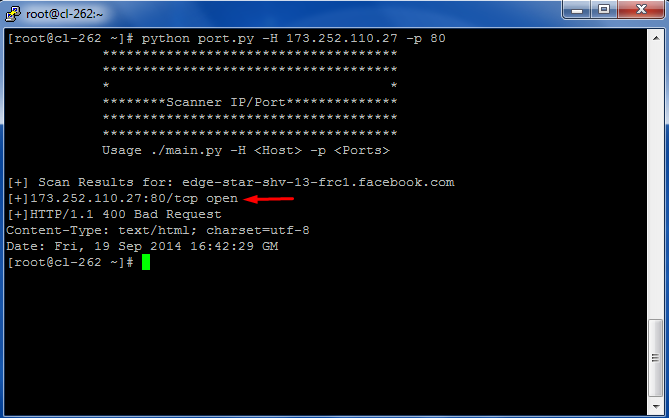 root@cl-262:~
[root@cl-262 ~]# python port.py -H 173.252.110.27 -p 80
*************************************
*************************************
*                                   *
********Scanner IP/Port**************
*************************************
*************************************
Usage ./main.py -H <Host> -p <Ports>
[+] Scan Results for: edge-star-shv-13-frc1.facebook.com
[+]173.252.110.27:80/tcp open
[+]HTTP/1.1 400 Bad Request
Content-Type: text/html; charset=utf-8
Date: Fri, 19 Sep 2014 16:42:29 GM
[root@cl-262 ~]#